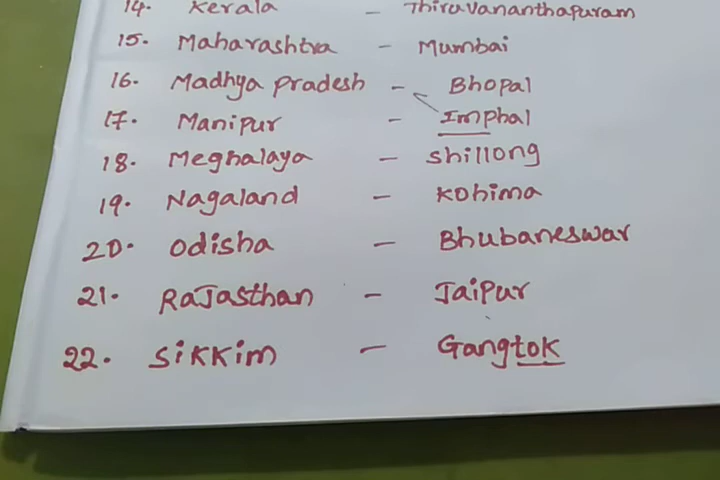 14. Kerala - Thiruvananthapuram
15. Maharashtra - Mumbai
16. Madhya Pradesh - Bhopal
17. Manipur - Imphal
18. Meghalaya - Shillong
19. Nagaland - Kohima
20. Odisha - Bhubaneswar
21. Rajasthan - Jaipur
22. Sikkim - Gangtok